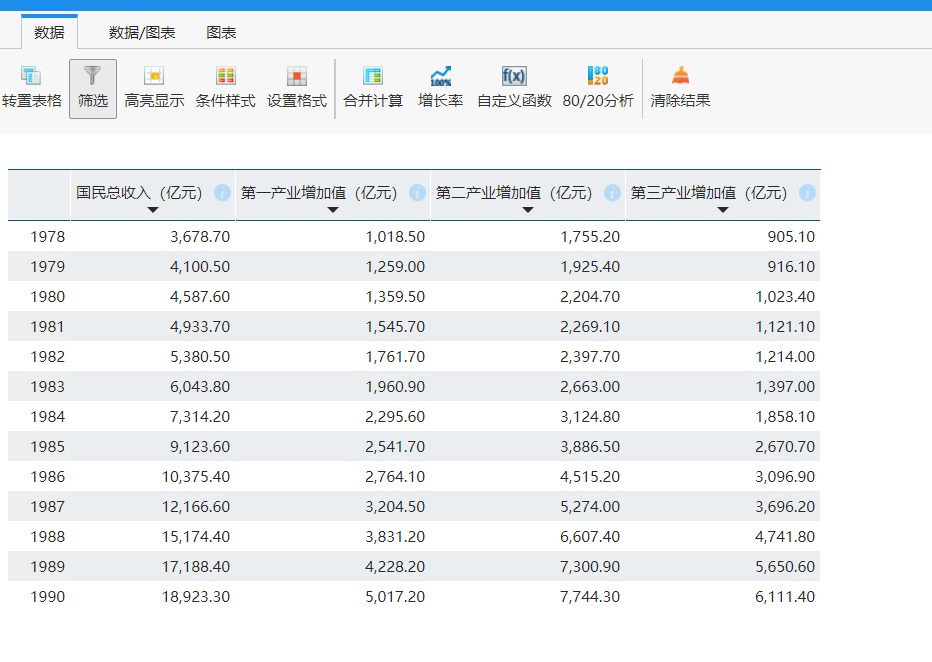 数据 数据/图表 图表
100% f(x) 80 20
转置表格 筛选 高亮显示 条件样式 设置格式 合并计算 增长率 自定义函数 80/20分析 清除结果
国民总收入（亿元） i 第一产业增加值（亿元） i 第二产业增加值（亿元） i 第三产业增加值（亿元） i
1978 3,678.70 1,018.50 1,755.20 905.10
1979 4,100.50 1,259.00 1,925.40 916.10
1980 4,587.60 1,359.50 2,204.70 1,023.40
1981 4,933.70 1,545.70 2,269.10 1,121.10
1982 5,380.50 1,761.70 2,397.70 1,214.00
1983 6,043.80 1,960.90 2,663.00 1,397.00
1984 7,314.20 2,295.60 3,124.80 1,858.10
1985 9,123.60 2,541.70 3,886.50 2,670.70
1986 10,375.40 2,764.10 4,515.20 3,096.90
1987 12,166.60 3,204.50 5,274.00 3,696.20
1988 15,174.40 3,831.20 6,607.40 4,741.80
1989 17,188.40 4,228.20 7,300.90 5,650.60
1990 18,923.30 5,017.20 7,744.30 6,111.40